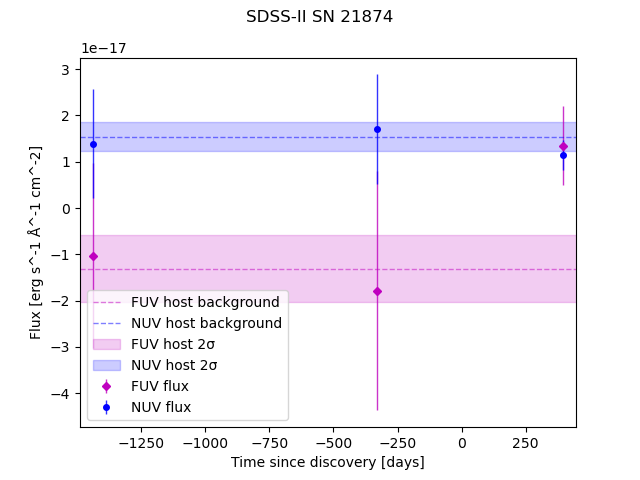 SDSS-II SN 21874
1e−17
3
2
1
0
−1
−2
−3
−4
Flux [erg s^-1 Å^-1 cm^-2]
FUV host background
NUV host background
FUV host 2σ
NUV host 2σ
FUV flux
NUV flux
−1250 −1000 −750 −500 −250 0 250
Time since discovery [days]